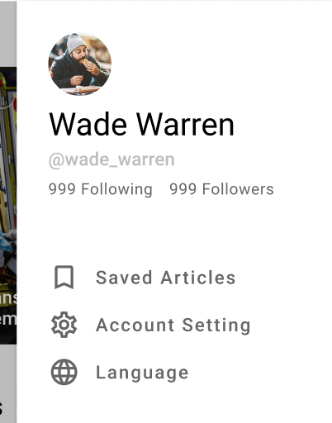 Wade Warren
@wade_warren
999 Following 999 Followers
Saved Articles
Account Setting
Language